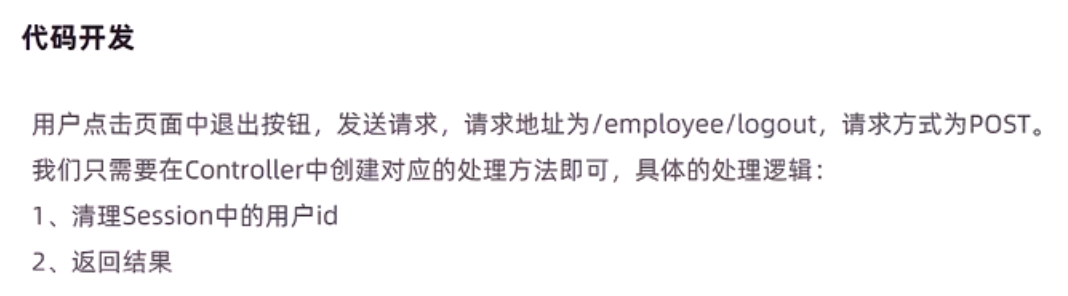 代码开发
用户点击页面中退出按钮，发送请求，请求地址为/employee/logout，请求方式为POST。
我们只需要在Controller中创建对应的处理方法即可，具体的处理逻辑：
1、清理Session中的用户id
2、返回结果